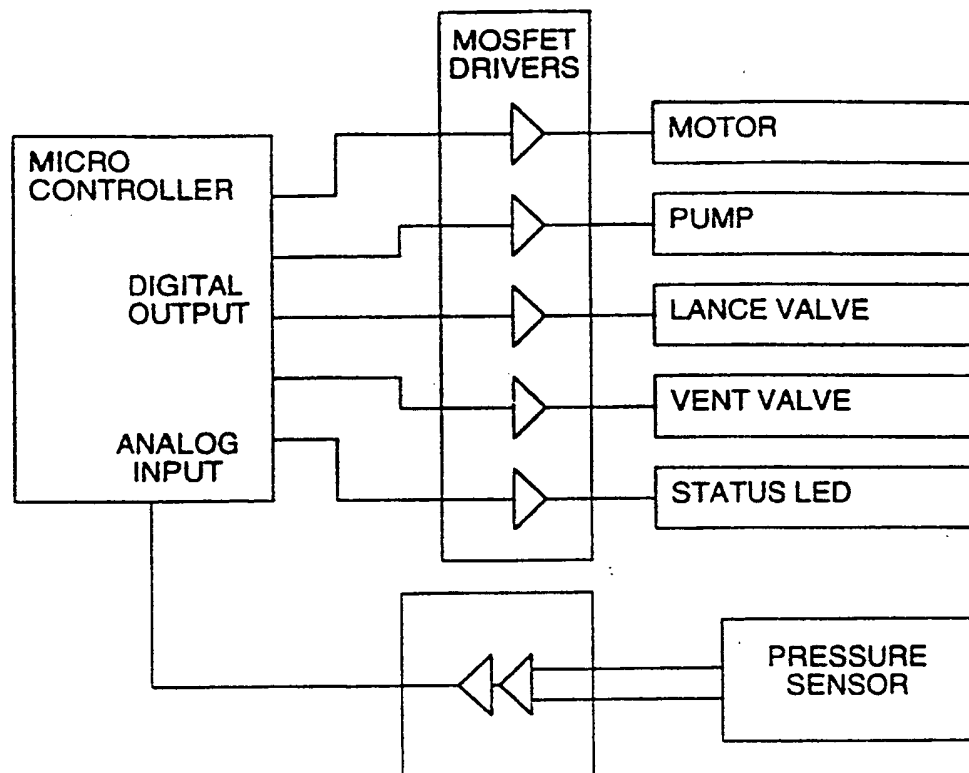 MOSFET
DRIVERS
MOTOR
MICRO
CONTROLLER
PUMP
DIGITAL
OUTPUT
LANCE VALVE
VENT VALVE
ANALOG
INPUT
STATUS LED
PRESSURE
SENSOR